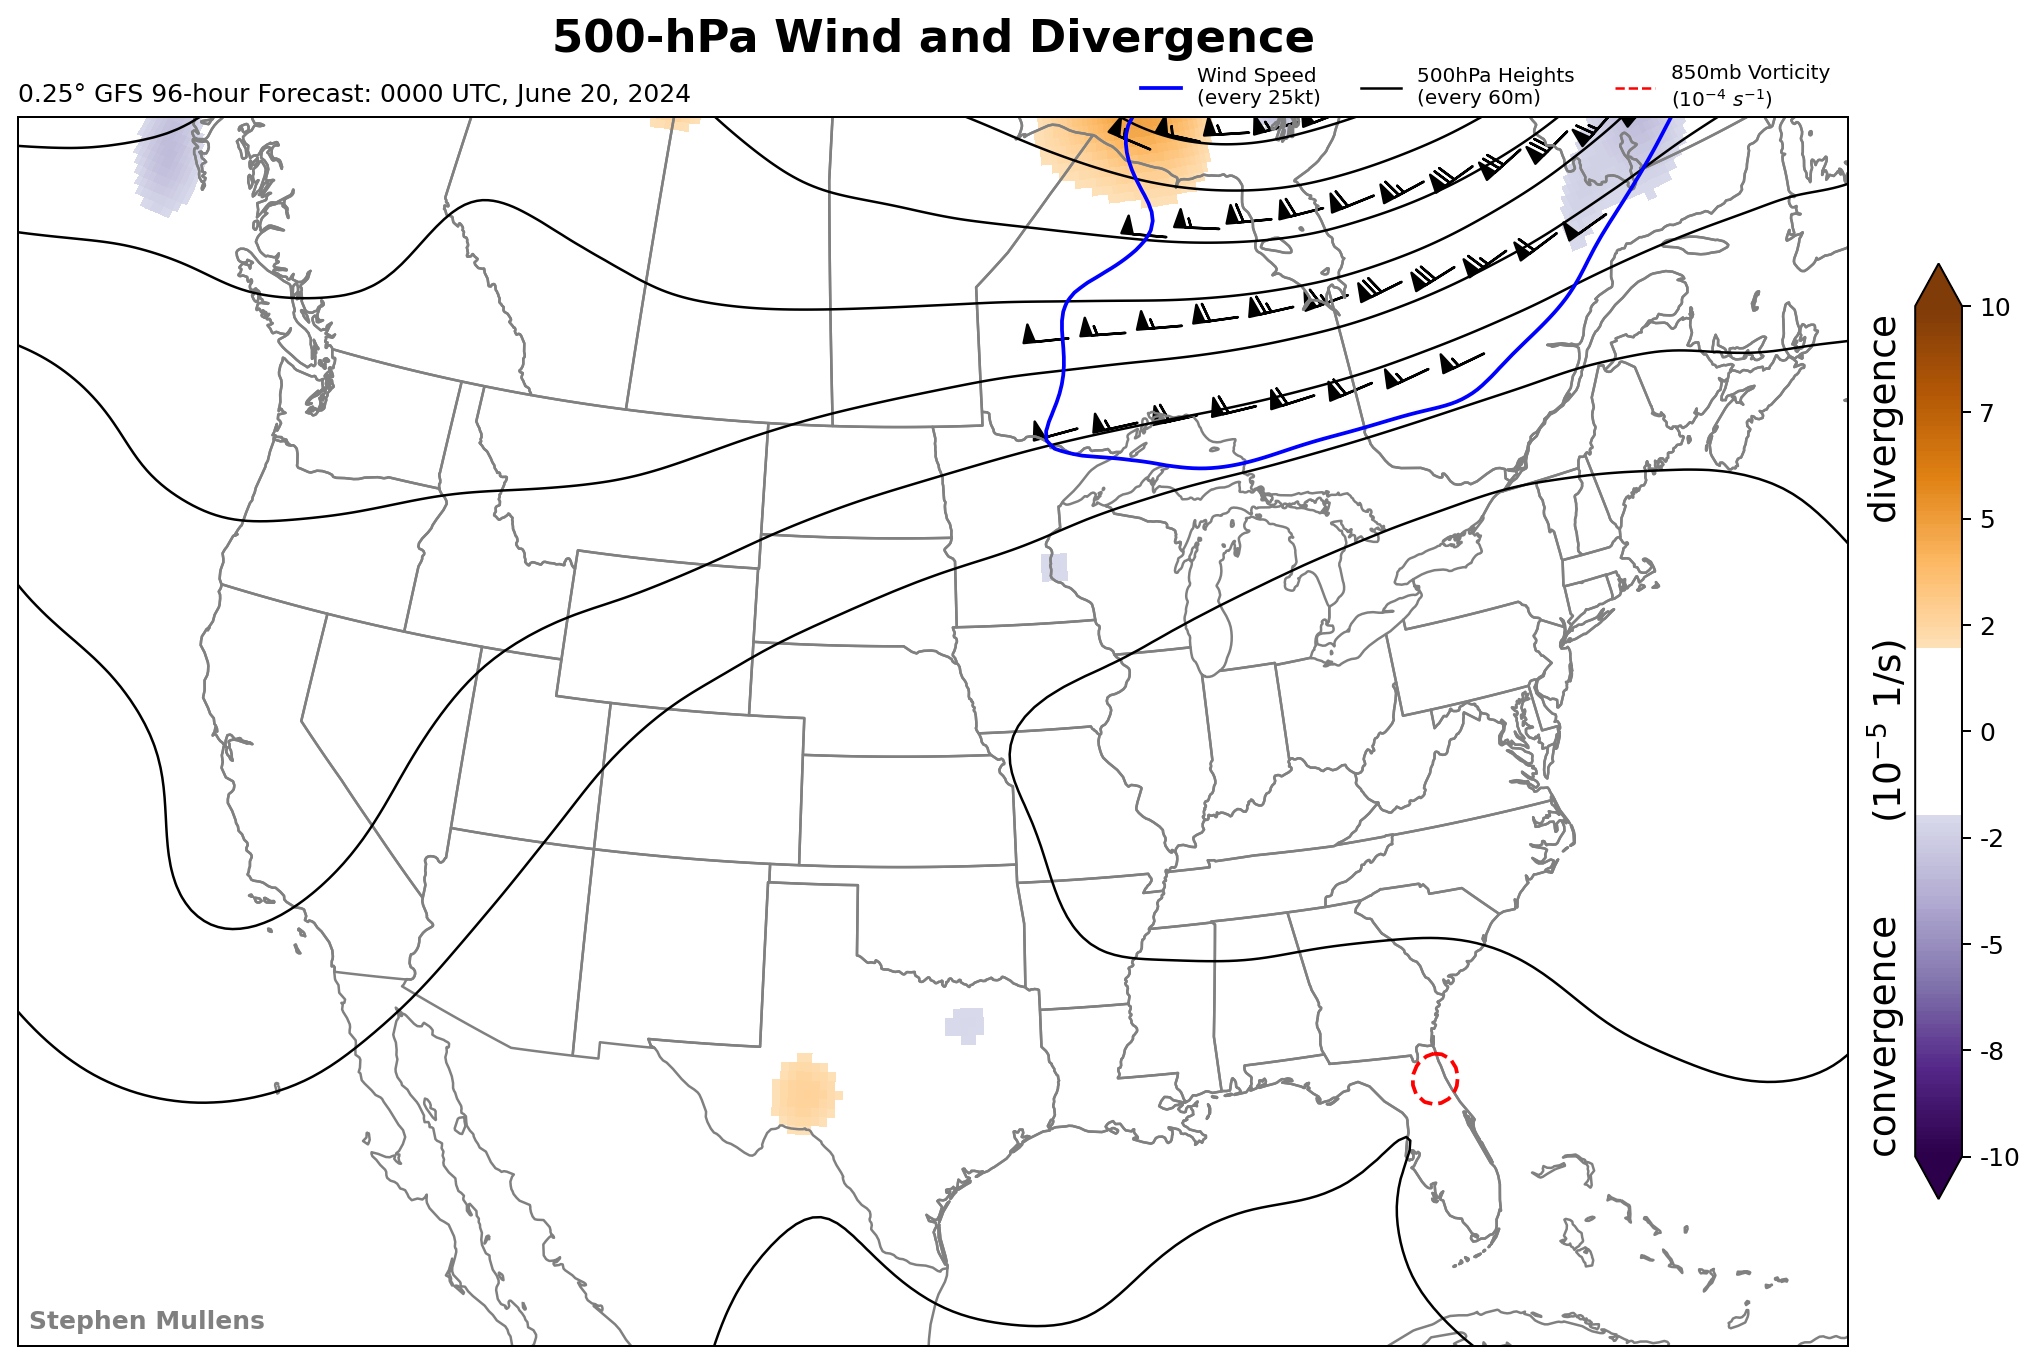 500-hPa Wind and Divergence
0.25° GFS 96-hour Forecast: 0000 UTC, June 20, 2024
Wind Speed
(every 25kt)
500hPa Heights
(every 60m)
850mb Vorticity
(10⁻⁴ s⁻¹)
10
7
5
2
0
-2
-5
-8
-10
convergence (10⁻⁵ 1/s) divergence
Stephen Mullens